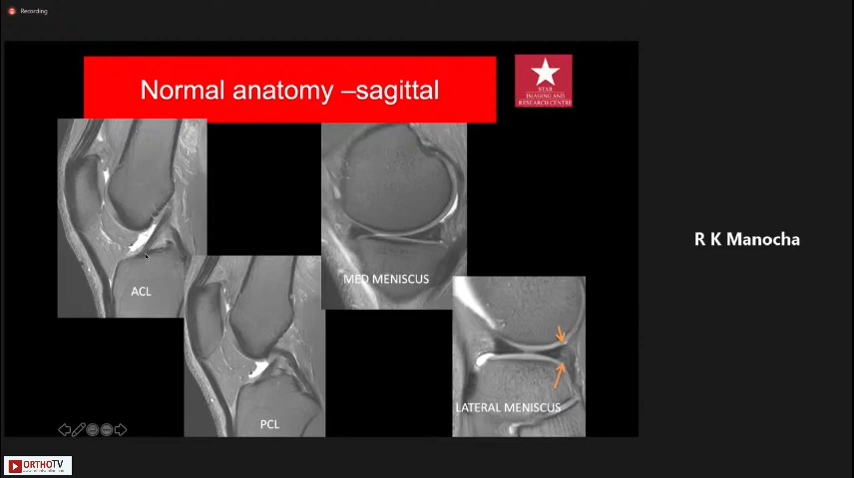 Recording
Normal anatomy –sagittal
STAR
IMAGING AND
RESEARCH CENTRE
R K Manocha
MED MENISCUS
ACL
LATERAL MENISCUS
PCL
ORTHOTV